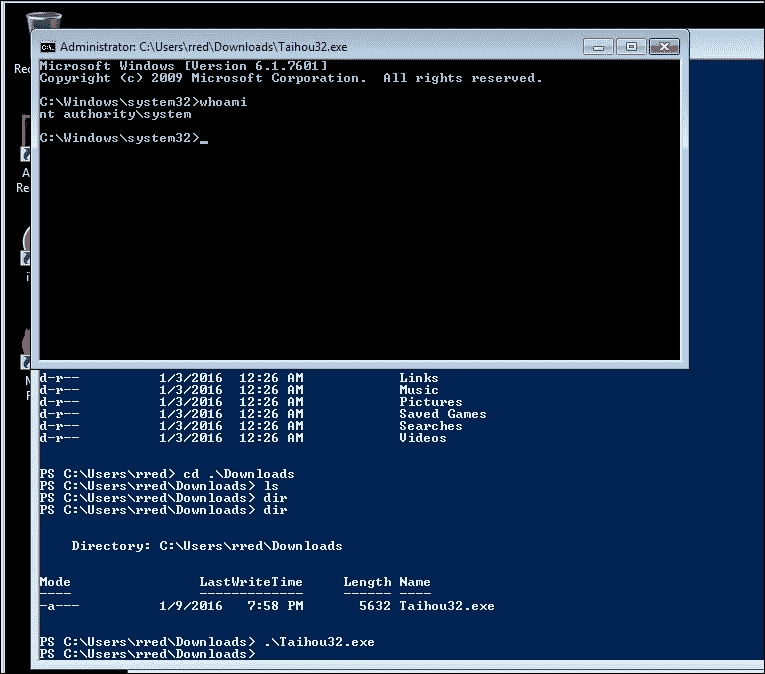 Administrator: C:\Users\rred\Downloads\Taihou32.exe
Microsoft Windows [Version 6.1.7601]
Copyright (c) 2009 Microsoft Corporation.  All rights reserved.
C:\Windows\system32>whoami
nt authority\system
C:\Windows\system32>_
d-r--          1/3/2016  12:26 AM            Links
d-r--          1/3/2016  12:26 AM            Music
d-r--          1/3/2016  12:26 AM            Pictures
d-r--          1/3/2016  12:26 AM            Saved Games
d-r--          1/3/2016  12:26 AM            Searches
d-r--          1/3/2016  12:26 AM            Videos
PS C:\Users\rred> cd .\Downloads
PS C:\Users\rred\Downloads> ls
PS C:\Users\rred\Downloads> dir
PS C:\Users\rred\Downloads> dir
Directory: C:\Users\rred\Downloads
Mode                LastWriteTime     Length Name
----                -------------     ------ ----
-a---          1/9/2016   7:58 PM       5632 Taihou32.exe
PS C:\Users\rred\Downloads> .\Taihou32.exe
PS C:\Users\rred\Downloads>